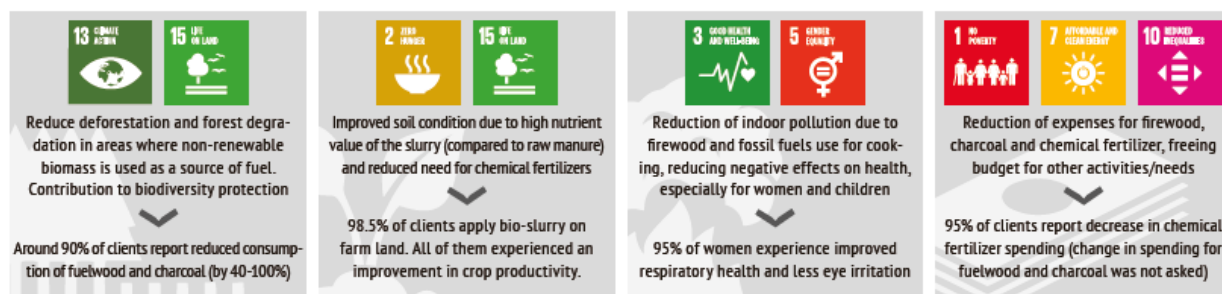 13 CLIMATE
ACTION
15 LIFE
ON LAND
Reduce deforestation and forest degra-
dation in areas where non-renewable
biomass is used as a source of fuel.
Contribution to biodiversity protection
Around 90% of clients report reduced consump-
tion of fuelwood and charcoal (by 40-100%)
2 ZERO
HUNGER
15 LIFE
ON LAND
Improved soil condition due to high nutrient
value of the slurry (compared to raw manure)
and reduced need for chemical fertilizers
98.5% of clients apply bio-slurry on
farm land. All of them experienced an
improvement in crop productivity.
3 GOOD HEALTH
AND WELL-BEING
5 GENDER
EQUALITY
Reduction of indoor pollution due to
firewood and fossil fuels use for cook-
ing, reducing negative effects on health,
especially for women and children
95% of women experience improved
respiratory health and less eye irritation
1 NO
POVERTY
7 AFFORDABLE AND
CLEAN ENERGY
10 REDUCED
INEQUALITIES
Reduction of expenses for firewood,
charcoal and chemical fertilizer, freeing
budget for other activities/needs
95% of clients report decrease in chemical
fertilizer spending (change in spending for
fuelwood and charcoal was not asked)